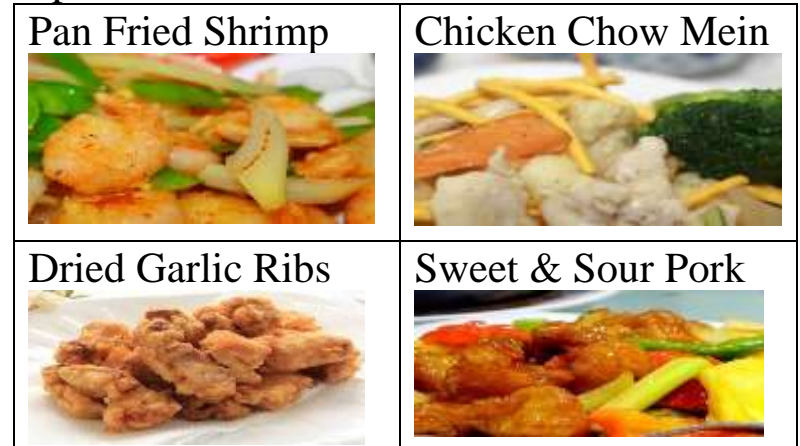 Pan Fried Shrimp
Chicken Chow Mein
Dried Garlic Ribs
Sweet & Sour Pork